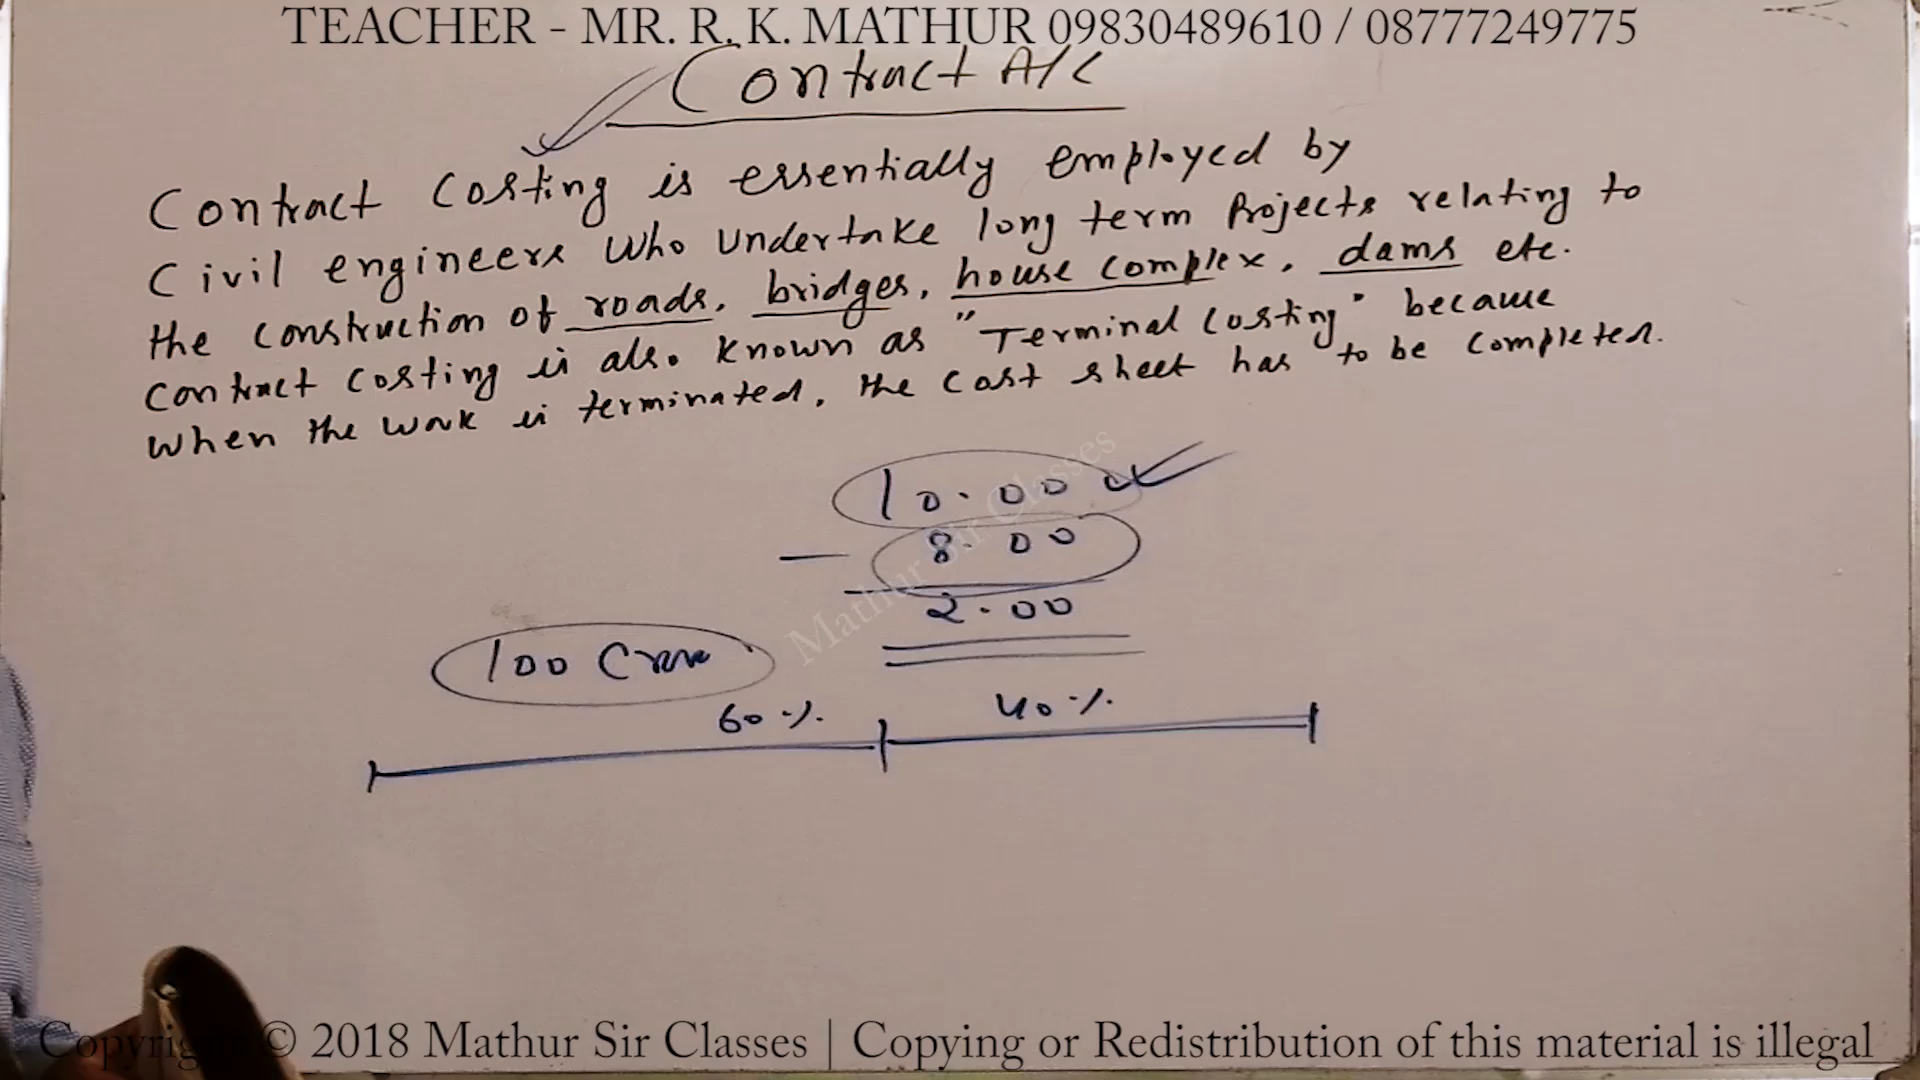 TEACHER - MR. R. K. MATHUR 09830489610 / 08777249775
Contract A/C
Contract Costing is essentially employed by
Civil engineers who undertake long term Projects relating to
the construction of roads, bridges, house complex, dams etc.
Contract costing is also known as "Terminal Costing" because
when the work is terminated, the cost sheet has to be completed.
10.00
- 8.00
2.00
100
60% 40%
Mathur Sir Classes
Copyright © 2018 Mathur Sir Classes | Copying or Redistribution of this material is illegal